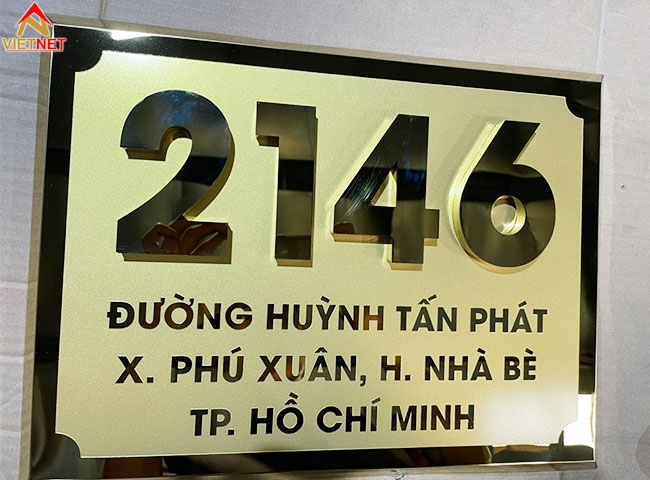 VIETNET
2146
ĐƯỜNG HUỲNH TẤN PHÁT
X. PHÚ XUÂN, H. NHÀ BÈ
TP. HỒ CHÍ MINH